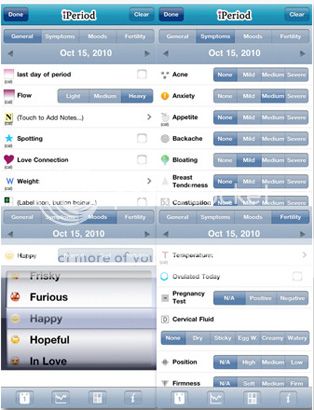 Done iPeriod Clear
General Symptoms Moods Fertility
Oct 15, 2010
last day of period
Flow Light Medium Heavy
(Touch to Add Notes...)
Spotting
Love Connection
Weight:
(Label icon, button below...)
Done iPeriod Clear
General Symptoms Moods Fertility
Oct 15, 2010
Acne None Mild Medium Severe
Anxiety None Mild Medium Severe
Appetite None Mild Medium Severe
Backache None Mild Medium Severe
Bloating None Mild Medium Severe
Breast Tenderness None Mild Medium Severe
Constipation None Mild Medium Severe
General Symptoms Moods Fertility
Oct 15, 2010
Happy
ct more of you
Frisky
Furious
Happy
Hopeful
In Love
General Symptoms Moods Fertility
Oct 15, 2010
Temperature:
Ovulated Today
Pregnancy Test N/A Positive Negative
Cervical Fluid
None Dry Sticky Egg W. Creamy Watery
Position N/A High Medium Low
Firmness N/A Soft Medium Firm